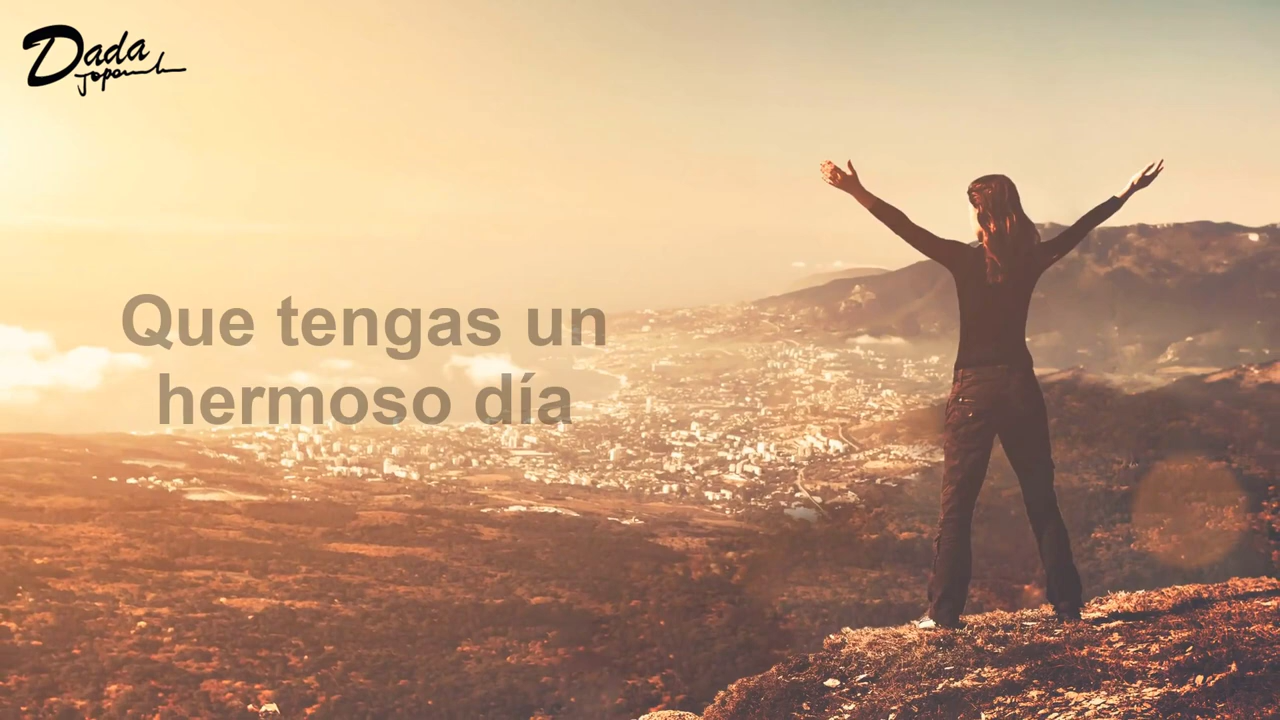 Dada
Que tengas un
hermoso día